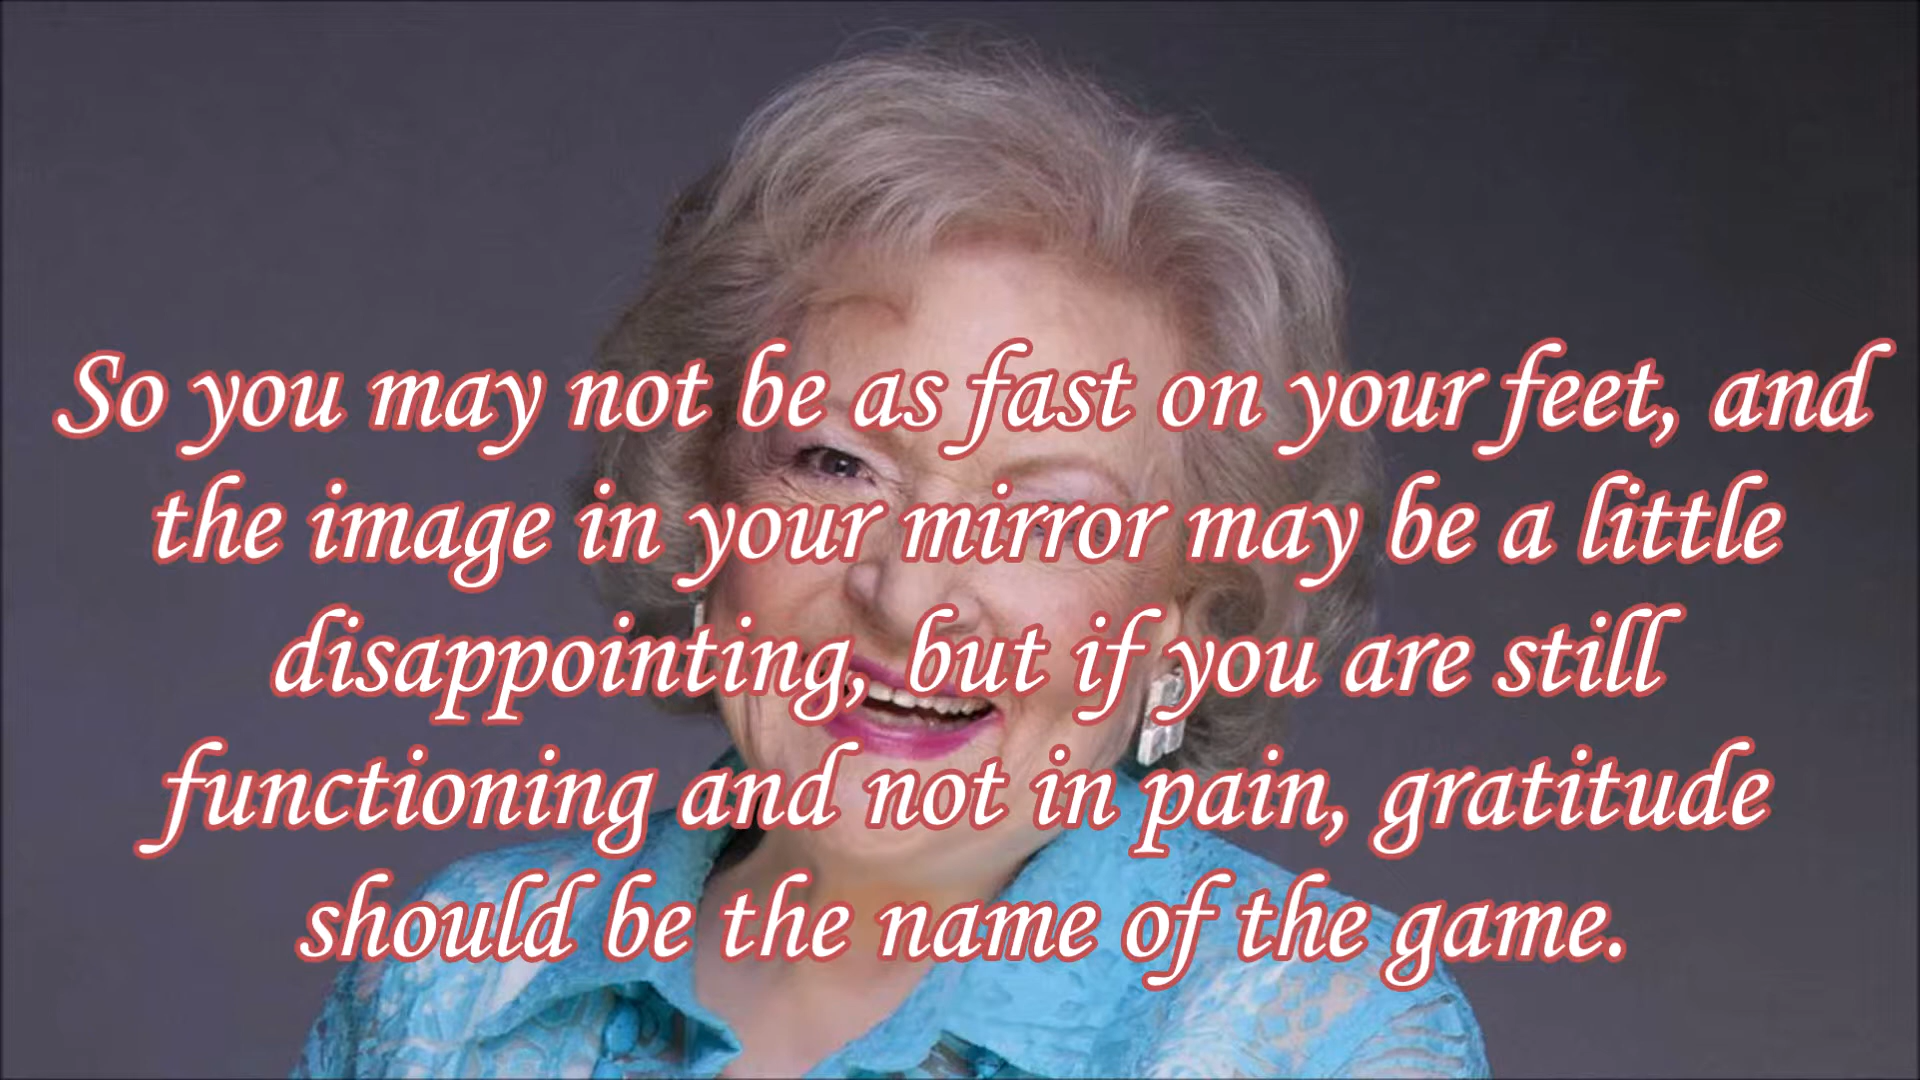 So you may not be as fast on your feet, and
the image in your mirror may be a little
disappointing, but if you are still
functioning and not in pain, gratitude
should be the name of the game.